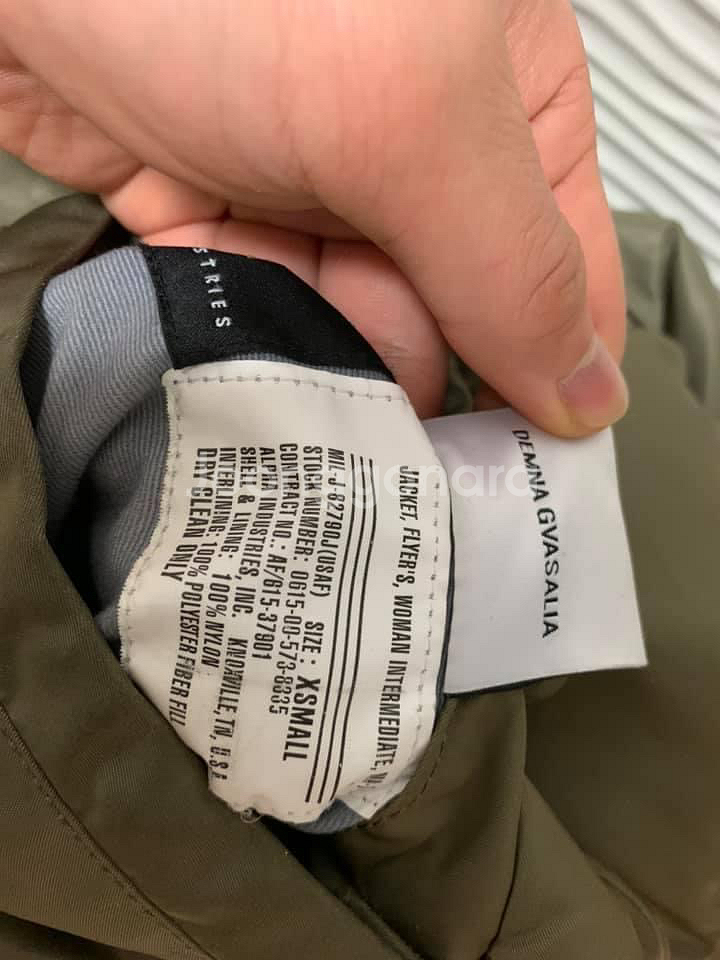 STRIES
JACKET, FLYER'S, WOMAN INTERMEDIATE,
MIL-J-82790J(USAF) SIZE: XSMALL
STOCK NUMBER: 0615-00-573-8335
CONTRACT NO.: AF/615-37901
ALPHA INDUSTRIES, INC. KNOXVILLE, TN, U.S.A.
SHELL & LINING: 100% NYLON
INTERLINING: 100% POLYESTER FIBER FILL
DRY CLEAN ONLY
DEMNA GVASALIA